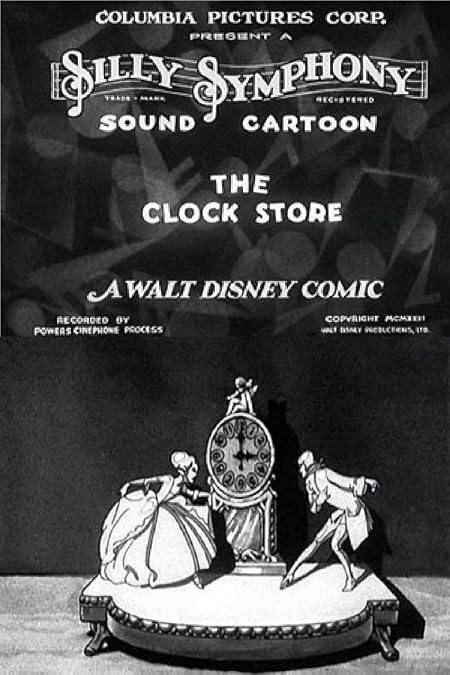 COLUMBIA PICTURES CORP.
PRESENT A
SILLY SYMPHONY
TRADE-MARK
REGISTERED
SOUND CARTOON
THE
CLOCK STORE
A WALT DISNEY COMIC
RECORDED BY
POWERS CINEPHONE PROCESS
COPYRIGHT MCMXXXI
WALT DISNEY PRODUCTIONS, LTD.